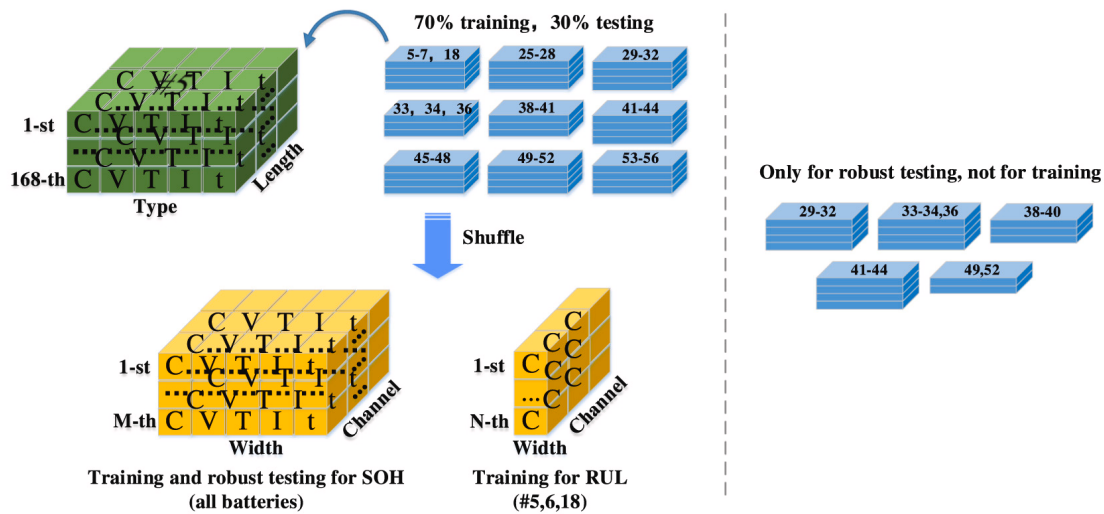 70% training, 30% testing
5-7, 18
25-28
29-32
33, 34, 36
38-41
41-44
45-48
49-52
53-56
#5
C V T I t
C...V...T...I...t...
1-st
C V T I t
C V T I t
C V T I t
168-th
C V T I t
Type
Length
Shuffle
Only for robust testing, not for training
29-32
33-34,36
38-40
41-44
49,52
C V T I t
C...V...T...I...t...
1-st
C V T I t
C V T I t
C V T I t
M-th
C V T I t
Width
Channel
Training and robust testing for SOH
(all batteries)
C
C
C
1-st
C
C
C
...
C
N-th
C
Width
Channel
Training for RUL
(#5,6,18)